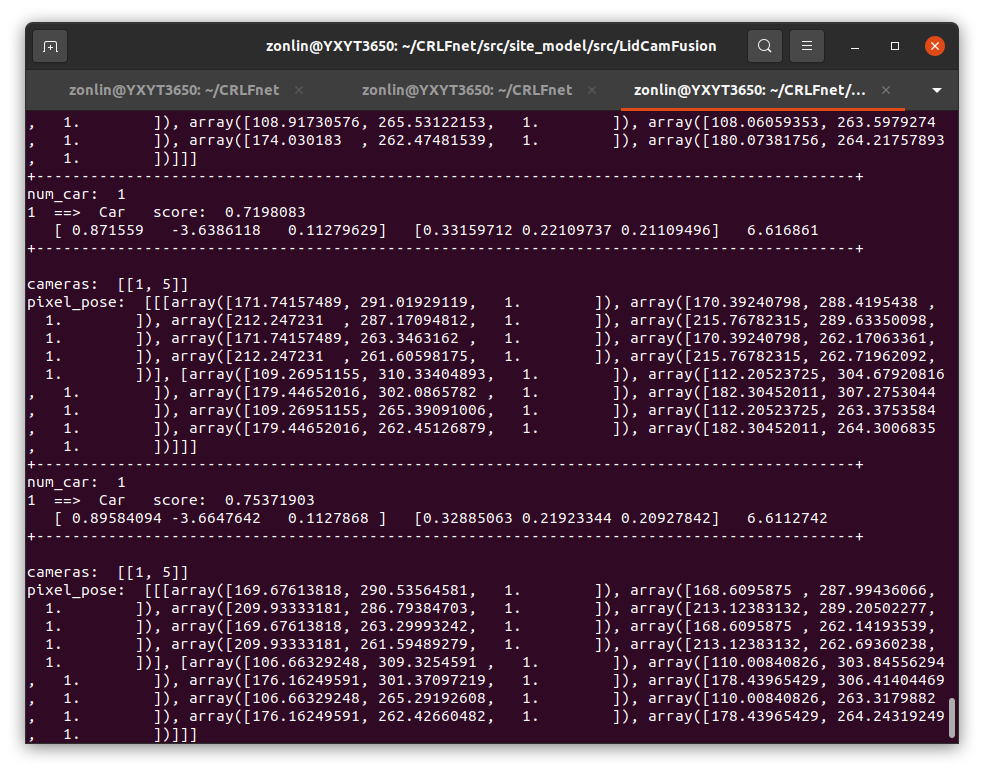 zonlin@YXYT3650: ~/CRLFnet/src/site_model/src/LidCamFusion
zonlin@YXYT3650: ~/CRLFnet × zonlin@YXYT3650: ~/CRLFnet × zonlin@YXYT3650: ~/CRLFnet/... ×
,   1.        ]), array([108.91730576, 265.53122153,   1.        ]), array([108.06059353, 263.5979274
,   1.        ]), array([174.030183  , 262.47481539,   1.        ]), array([180.07381756, 264.21757893
,   1.        ])]]]
+-------------------------------------------------------------------------------------------+
num_car:  1
1  ==>  Car   score:  0.7198083
   [ 0.871559   -3.6386118   0.11279629]   [0.33159712 0.22109737 0.21109496]   6.616861
+-------------------------------------------------------------------------------------------+
cameras:  [[1, 5]]
pixel_pose:  [[[array([171.74157489, 291.01929119,   1.        ]), array([170.39240798, 288.4195438 ,
  1.        ]), array([212.247231  , 287.17094812,   1.        ]), array([215.76782315, 289.63350098,
  1.        ]), array([171.74157489, 263.3463162 ,   1.        ]), array([170.39240798, 262.17063361,
  1.        ]), array([212.247231  , 261.60598175,   1.        ]), array([215.76782315, 262.71962092,
  1.        ])], [array([109.26951155, 310.33404893,   1.        ]), array([112.20523725, 304.67920816
,   1.        ]), array([179.44652016, 302.0865782 ,   1.        ]), array([182.30452011, 307.2753044
,   1.        ]), array([109.26951155, 265.39091006,   1.        ]), array([112.20523725, 263.3753584
,   1.        ]), array([179.44652016, 262.45126879,   1.        ]), array([182.30452011, 264.3006835
,   1.        ])]]]
+-------------------------------------------------------------------------------------------+
num_car:  1
1  ==>  Car   score:  0.75371903
   [ 0.89584094 -3.6647642   0.1127868 ]   [0.32885063 0.21923344 0.20927842]   6.6112742
+-------------------------------------------------------------------------------------------+
cameras:  [[1, 5]]
pixel_pose:  [[[array([169.67613818, 290.53564581,   1.        ]), array([168.6095875 , 287.99436066,
  1.        ]), array([209.93333181, 286.79384703,   1.        ]), array([213.12383132, 289.20502277,
  1.        ]), array([169.67613818, 263.29993242,   1.        ]), array([168.6095875 , 262.14193539,
  1.        ]), array([209.93333181, 261.59489279,   1.        ]), array([213.12383132, 262.69360238,
  1.        ])], [array([106.66329248, 309.3254591 ,   1.        ]), array([110.00840826, 303.84556294
,   1.        ]), array([176.16249591, 301.37097219,   1.        ]), array([178.43965429, 306.41404469
,   1.        ]), array([106.66329248, 265.29192608,   1.        ]), array([110.00840826, 263.3179882
,   1.        ]), array([176.16249591, 262.42660482,   1.        ]), array([178.43965429, 264.24319249
,   1.        ])]]]